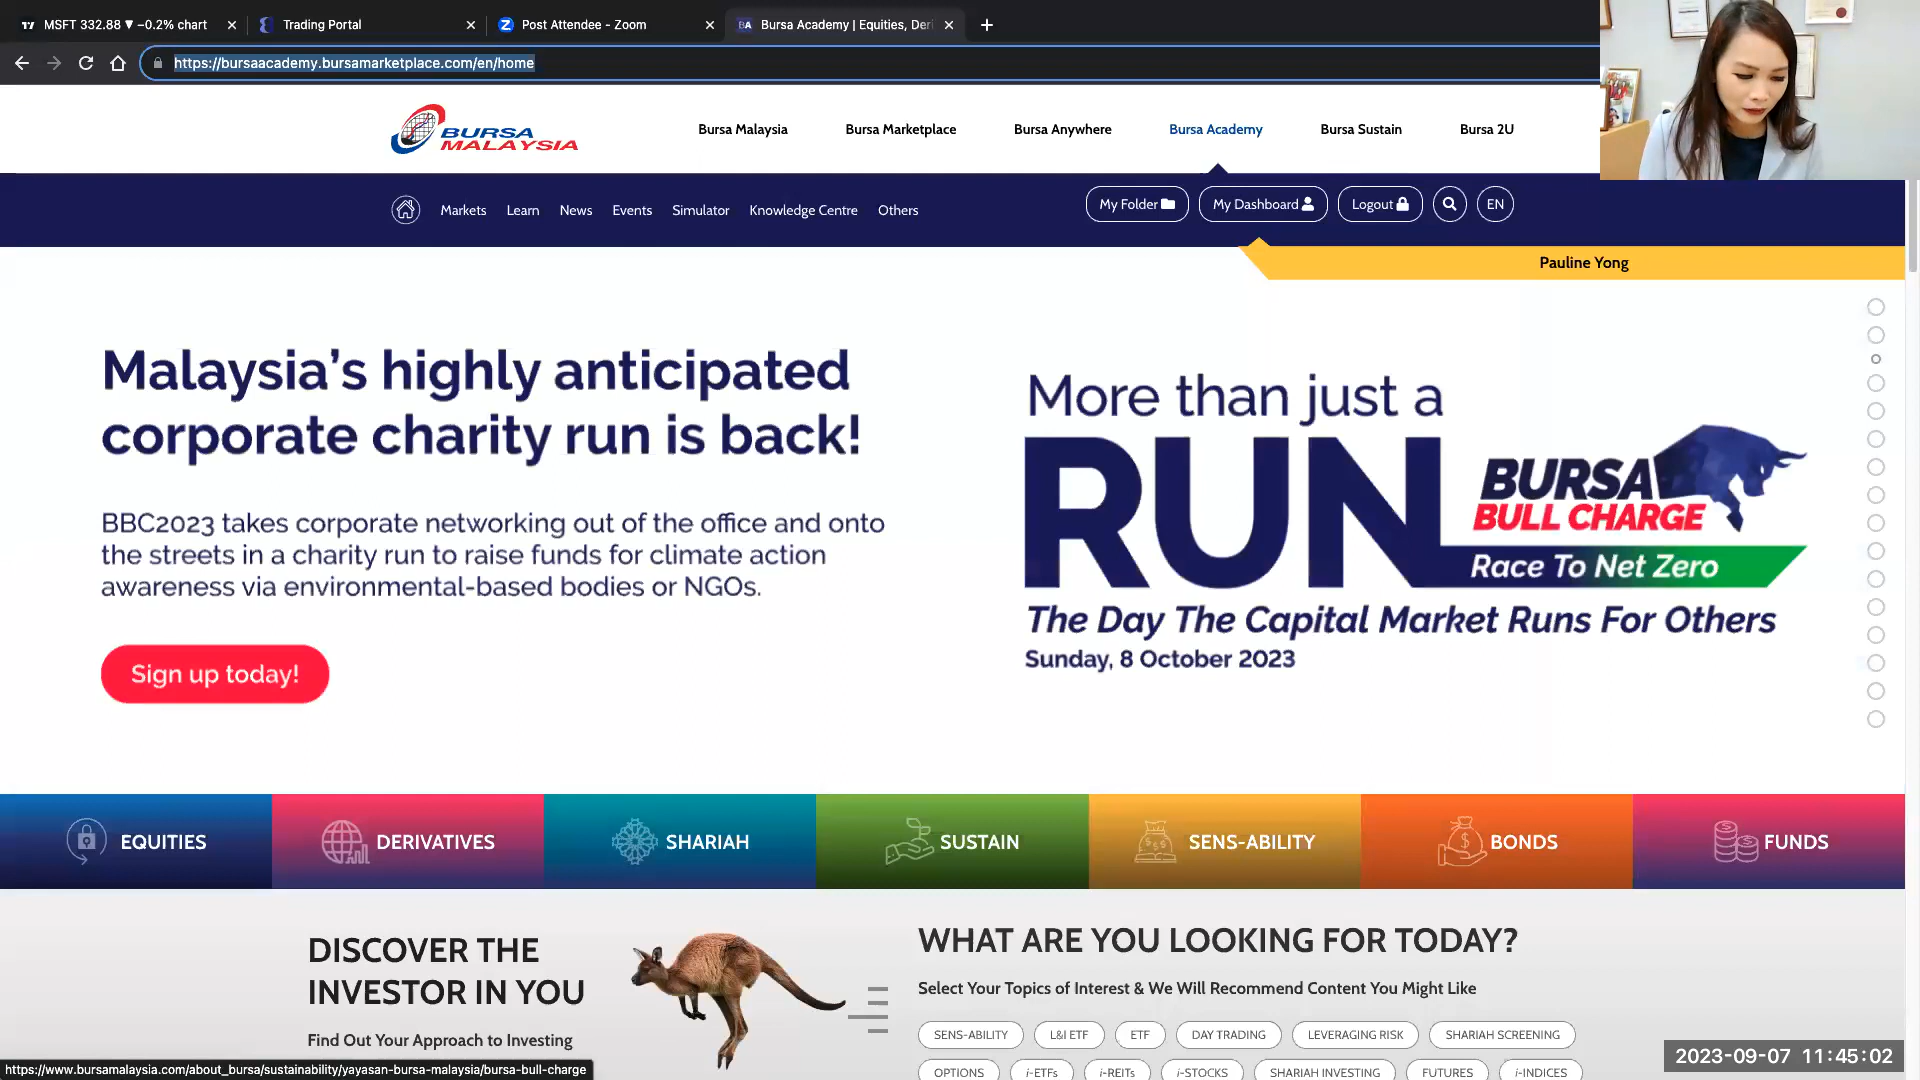 MSFT 332.88 ▼ −0.2% chart
Trading Portal
Post Attendee - Zoom
Bursa Academy | Equities, Deri
https://bursaacademy.bursamarketplace.com/en/home
BURSA
MALAYSIA
Bursa Malaysia
Bursa Marketplace
Bursa Anywhere
Bursa Academy
Bursa Sustain
Bursa 2U
Markets
Learn
News
Events
Simulator
Knowledge Centre
Others
My Folder
My Dashboard
Logout
EN
Pauline Yong
Malaysia's highly anticipated
corporate charity run is back!
BBC2023 takes corporate networking out of the office and onto
the streets in a charity run to raise funds for climate action
awareness via environmental-based bodies or NGOs.
Sign up today!
More than just a
RUN
BURSA
BULL CHARGE
Race To Net Zero
The Day The Capital Market Runs For Others
Sunday, 8 October 2023
EQUITIES
DERIVATIVES
SHARIAH
SUSTAIN
SENS-ABILITY
BONDS
FUNDS
DISCOVER THE
INVESTOR IN YOU
Find Out Your Approach to Investing
WHAT ARE YOU LOOKING FOR TODAY?
Select Your Topics of Interest & We Will Recommend Content You Might Like
SENS-ABILITY
L&I ETF
ETF
DAY TRADING
LEVERAGING RISK
SHARIAH SCREENING
OPTIONS
i-ETFs
i-REITs
i-STOCKS
SHARIAH INVESTING
FUTURES
i-INDICES
https://www.bursamalaysia.com/about_bursa/sustainability/yayasan-bursa-malaysia/bursa-bull-charge
2023-09-07 11:45:02